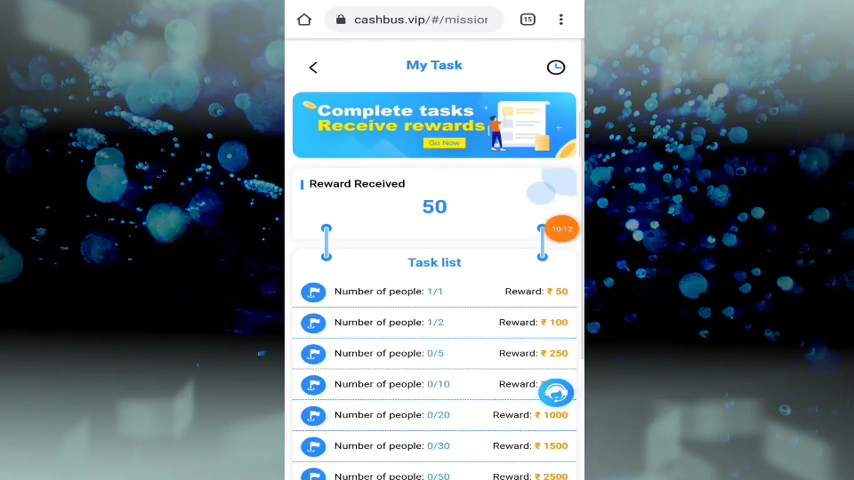 cashbus.vip/#/mission
15
My Task
Complete tasks
Receive rewards
Go Now
Reward Received
50
10:12
Task list
Number of people: 1/1 Reward: ₹ 50
Number of people: 1/2 Reward: ₹ 100
Number of people: 0/5 Reward: ₹ 250
Number of people: 0/10 Reward:
Number of people: 0/20 Reward: ₹ 1000
Number of people: 0/30 Reward: ₹ 1500
Number of people: 0/50 Reward: ₹ 2500